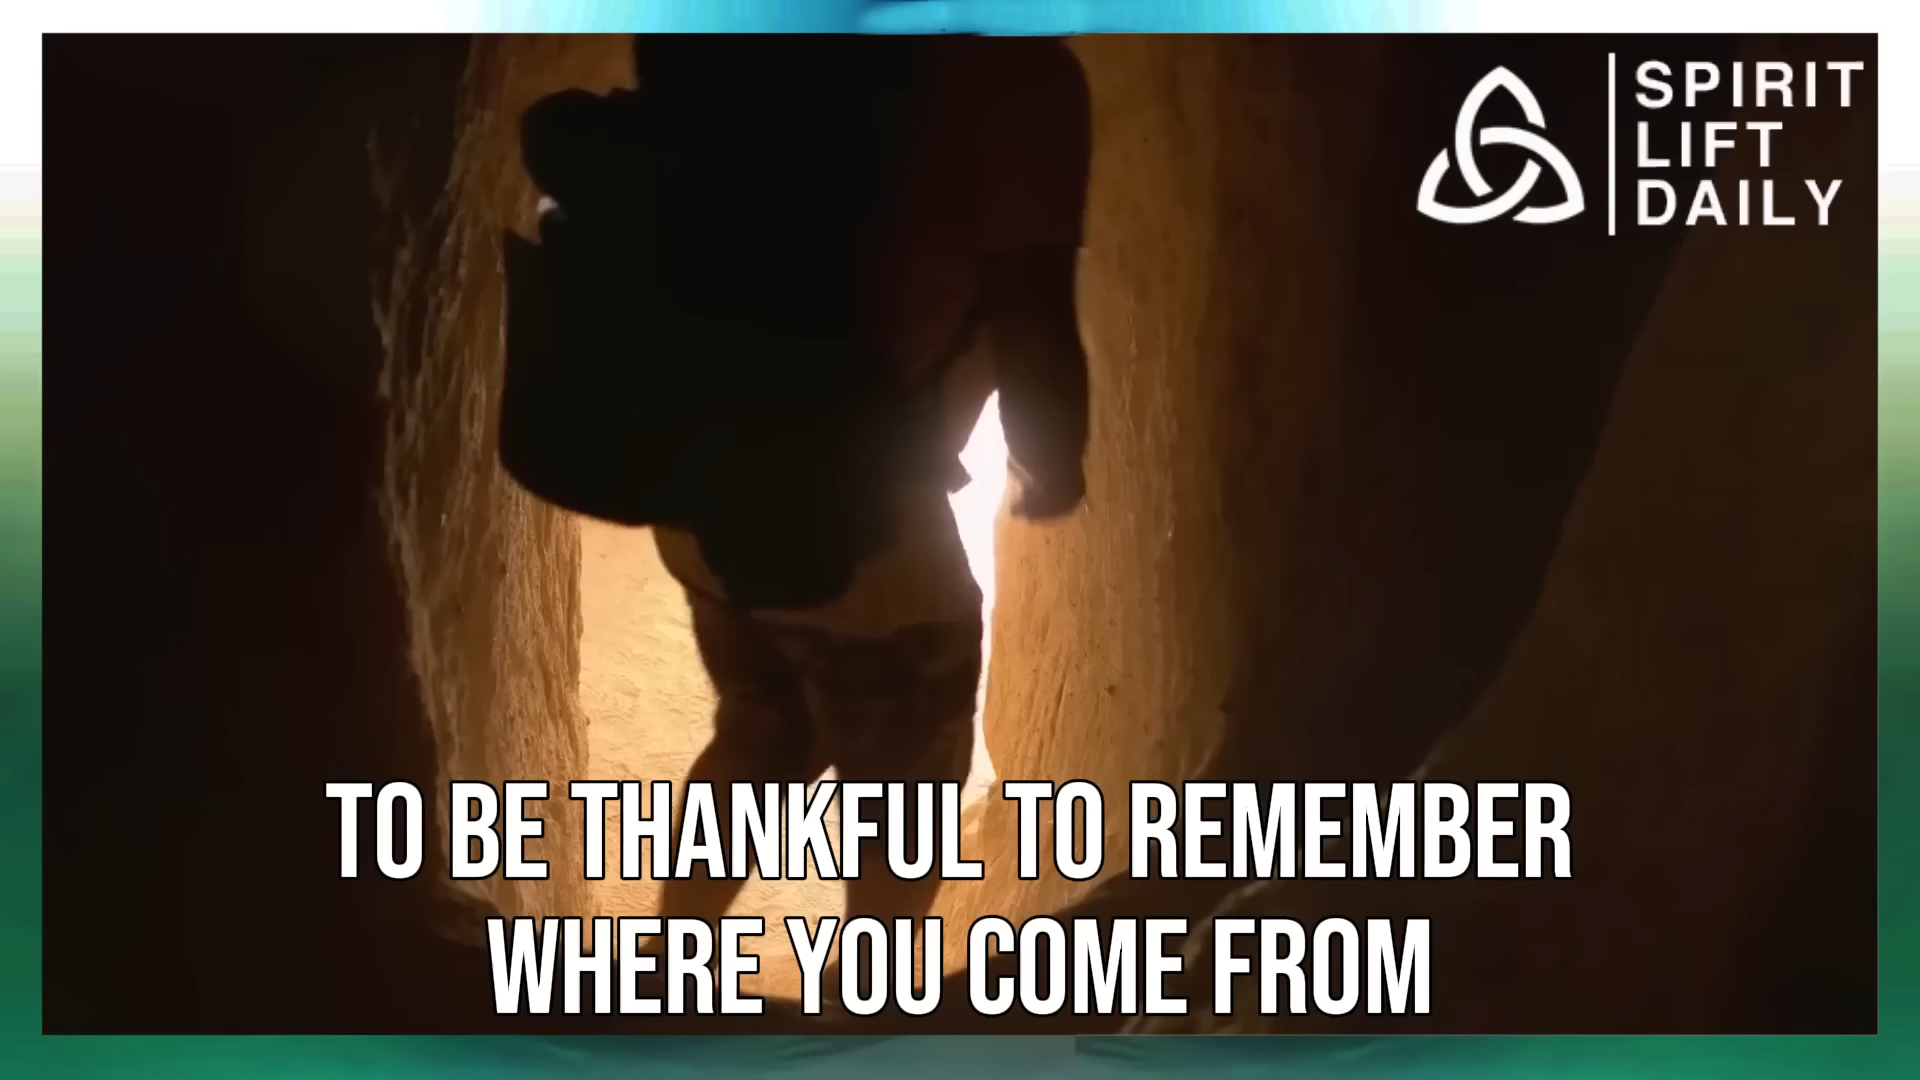 SPIRIT
LIFT
DAILY
TO BE THANKFUL TO REMEMBER
WHERE YOU COME FROM